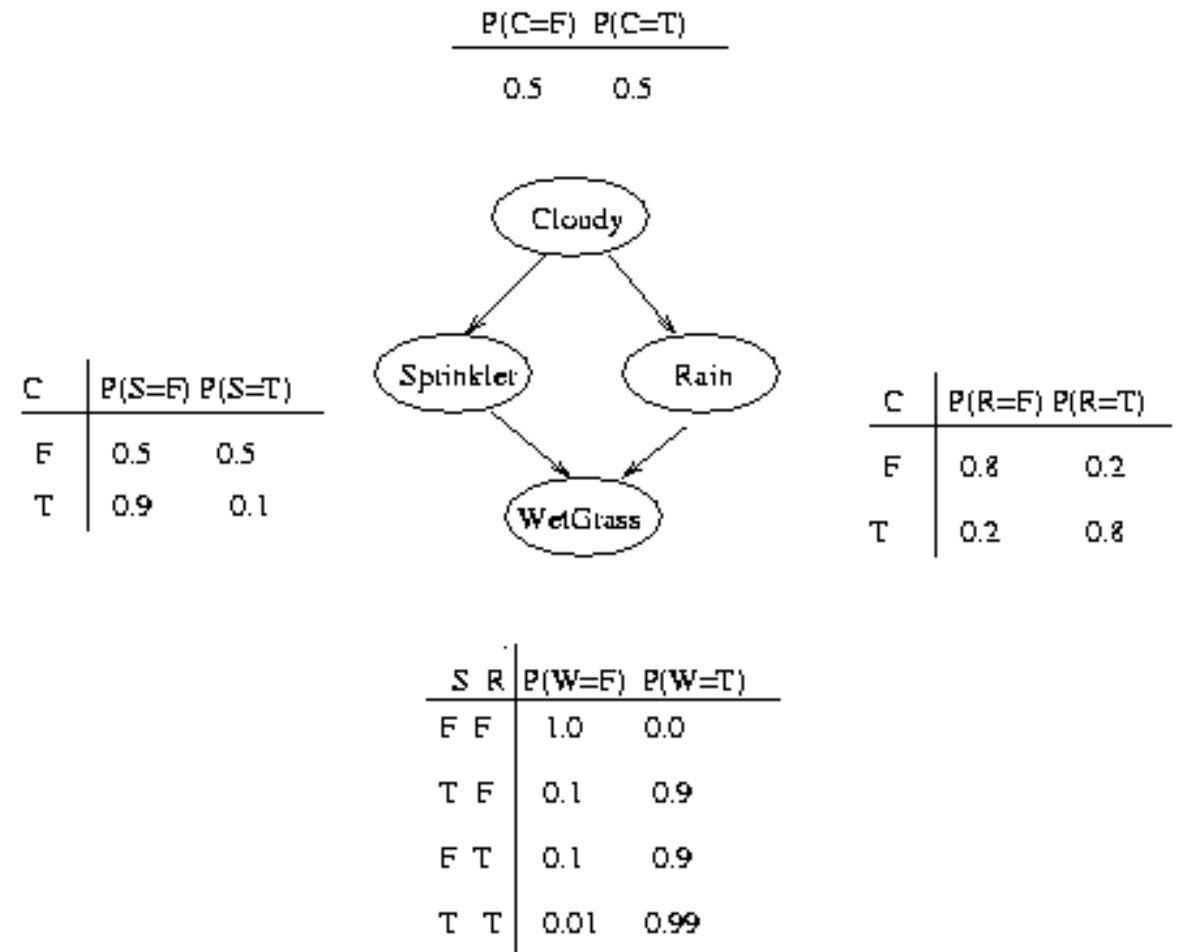 P(C=F) P(C=T)
0.5 0.5
Cloudy
Sprinkler
Rain
WetGrass
C P(S=F) P(S=T)
F 0.5 0.5
T 0.9 0.1
C P(R=F) P(R=T)
F 0.8 0.2
T 0.2 0.8
S R P(W=F) P(W=T)
F F 1.0 0.0
T F 0.1 0.9
F T 0.1 0.9
T T 0.01 0.99